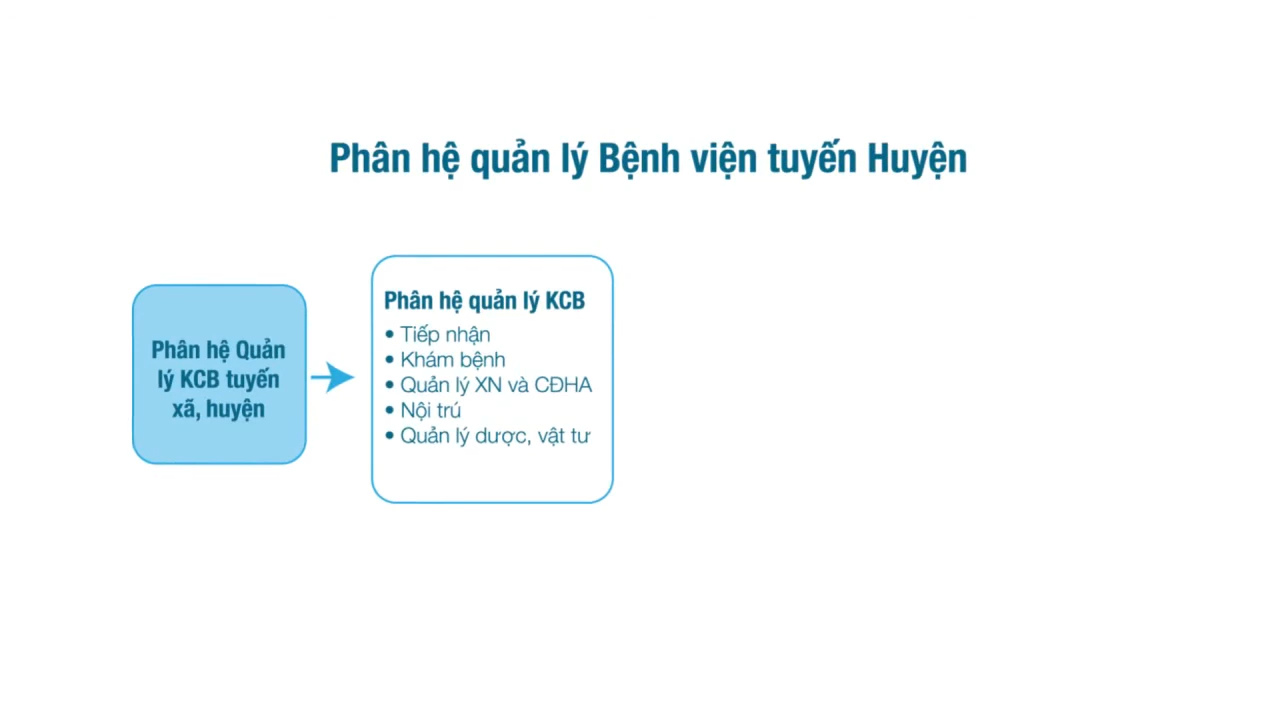 Phân hệ quản lý Bệnh viện tuyến Huyện
Phân hệ Quản
lý KCB tuyến
xã, huyện
Phân hệ quản lý KCB
• Tiếp nhận
• Khám bệnh
• Quản lý XN và CĐHA
• Nội trú
• Quản lý dược, vật tư